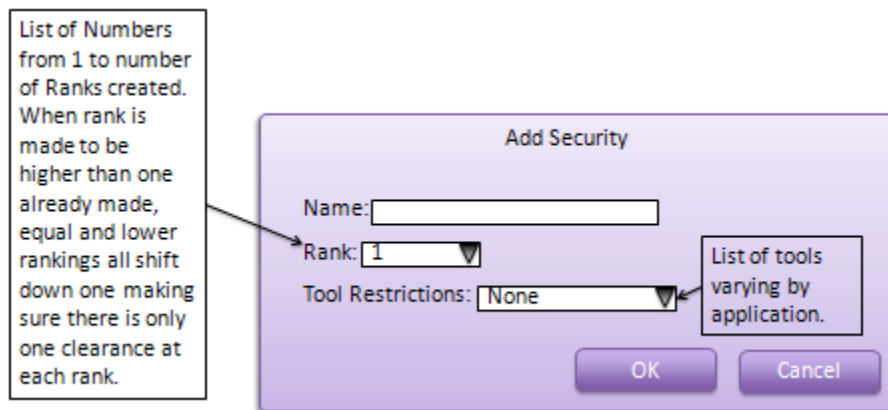 List of Numbers
from 1 to number
of Ranks created.
When rank is
made to be
higher than one
already made,
equal and lower
rankings all shift
down one making
sure there is only
one clearance at
each rank.
Add Security
Name:
Rank: 1
Tool Restrictions: None
List of tools
varying by
application.
OK Cancel